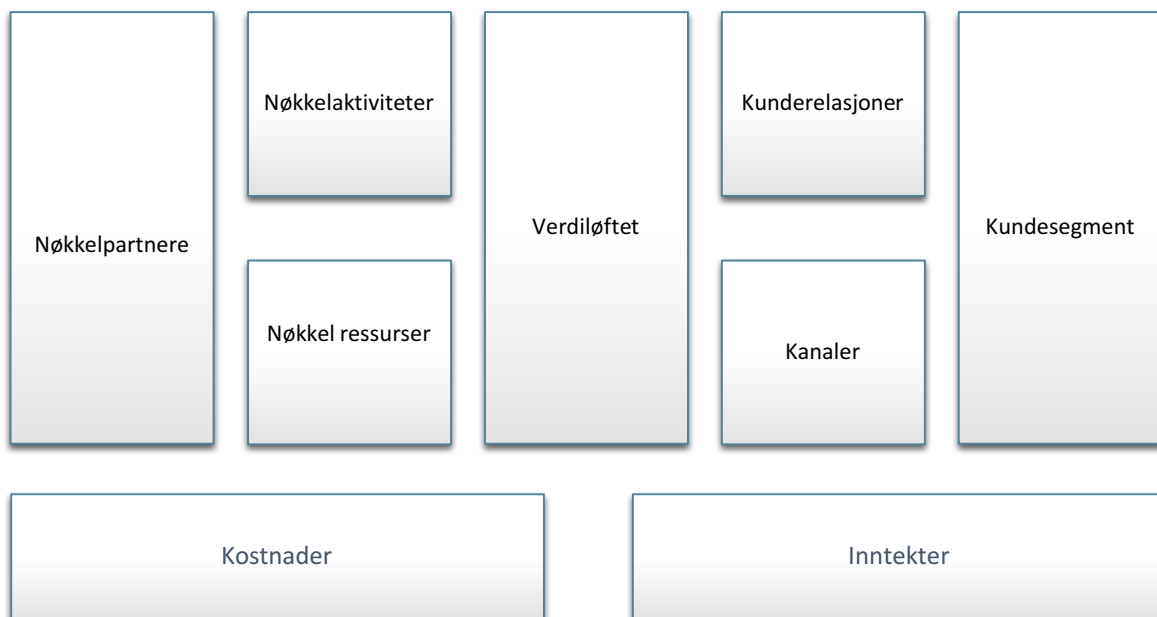 Nøkkelpartnere
Nøkkelaktiviteter
Nøkkel ressurser
Verdiløftet
Kunderelasjoner
Kanaler
Kundesegment
Kostnader
Inntekter